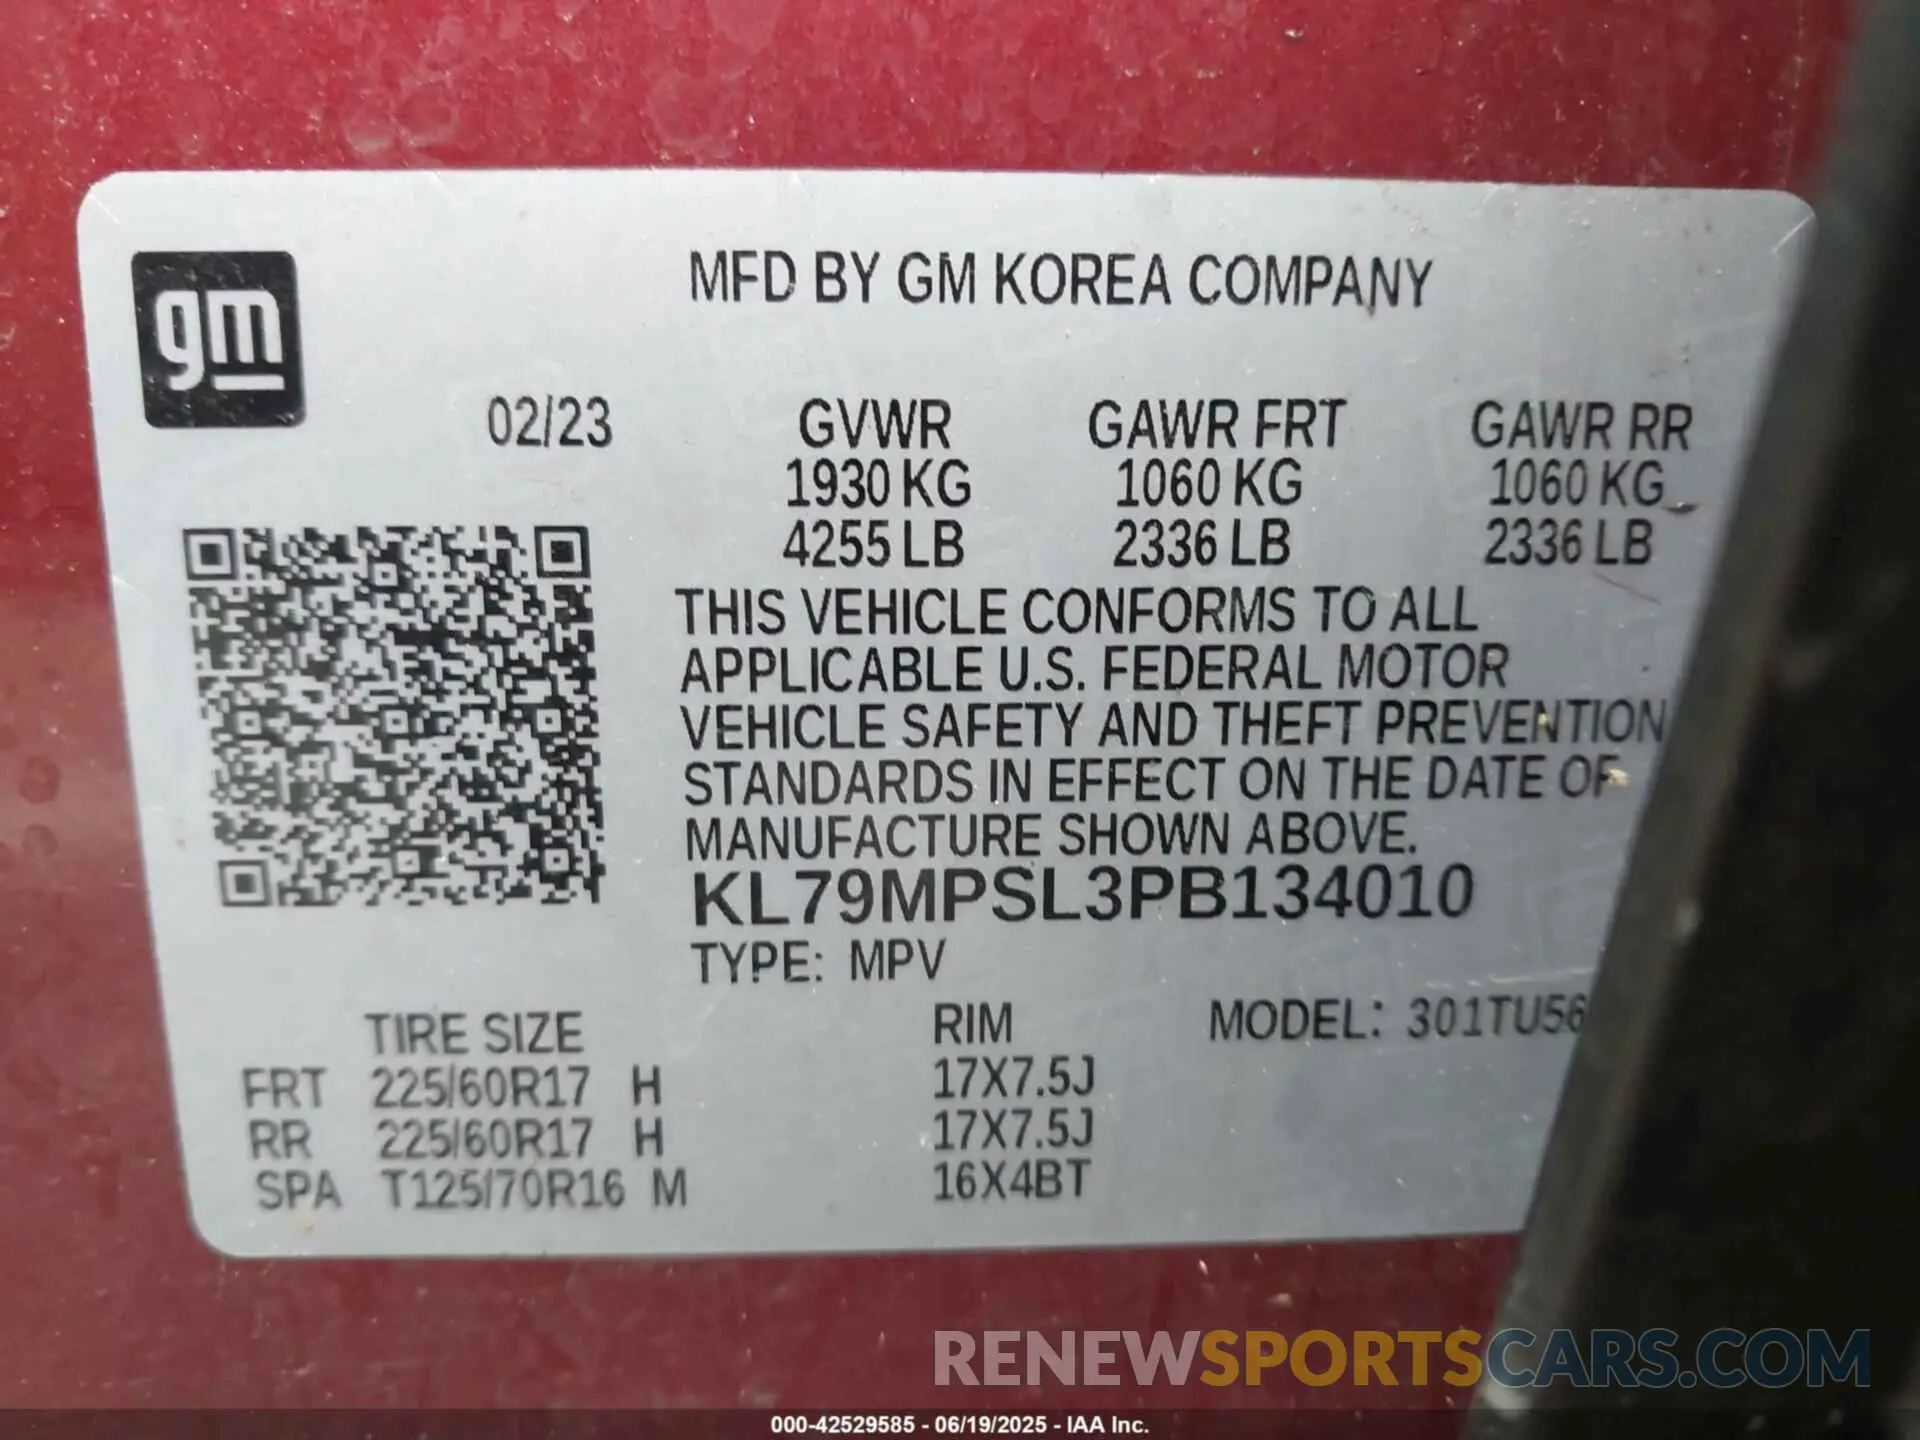 gm
MFD BY GM KOREA COMPANY
02/23 GVWR GAWR FRT GAWR RR
1930 KG 1060 KG 1060 KG
4255 LB 2336 LB 2336 LB
THIS VEHICLE CONFORMS TO ALL
APPLICABLE U.S. FEDERAL MOTOR
VEHICLE SAFETY AND THEFT PREVENTION
STANDARDS IN EFFECT ON THE DATE OF
MANUFACTURE SHOWN ABOVE.
KL79MPSL3PB134010
TYPE: MPV
TIRE SIZE RIM MODEL: 301TU56
FRT 225/60R17 H 17X7.5J
RR 225/60R17 H 17X7.5J
SPA T125/70R16 M 16X4BT
RENEWSPORTSCARS.COM
000-42529585 - 06/19/2025 - IAA Inc.